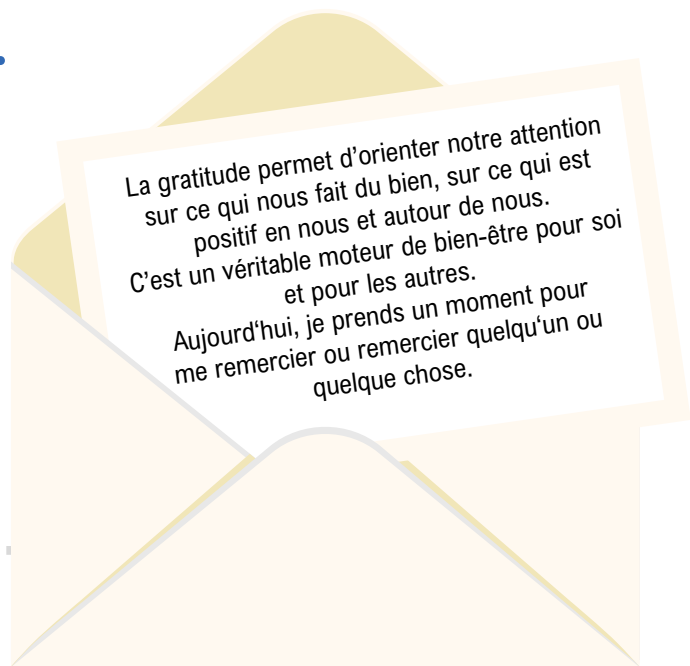 La gratitude permet d’orienter notre attention
sur ce qui nous fait du bien, sur ce qui est
positif en nous et autour de nous.
C’est un véritable moteur de bien-être pour soi
et pour les autres.
Aujourd‘hui, je prends un moment pour
me remercier ou remercier quelqu‘un ou
quelque chose.